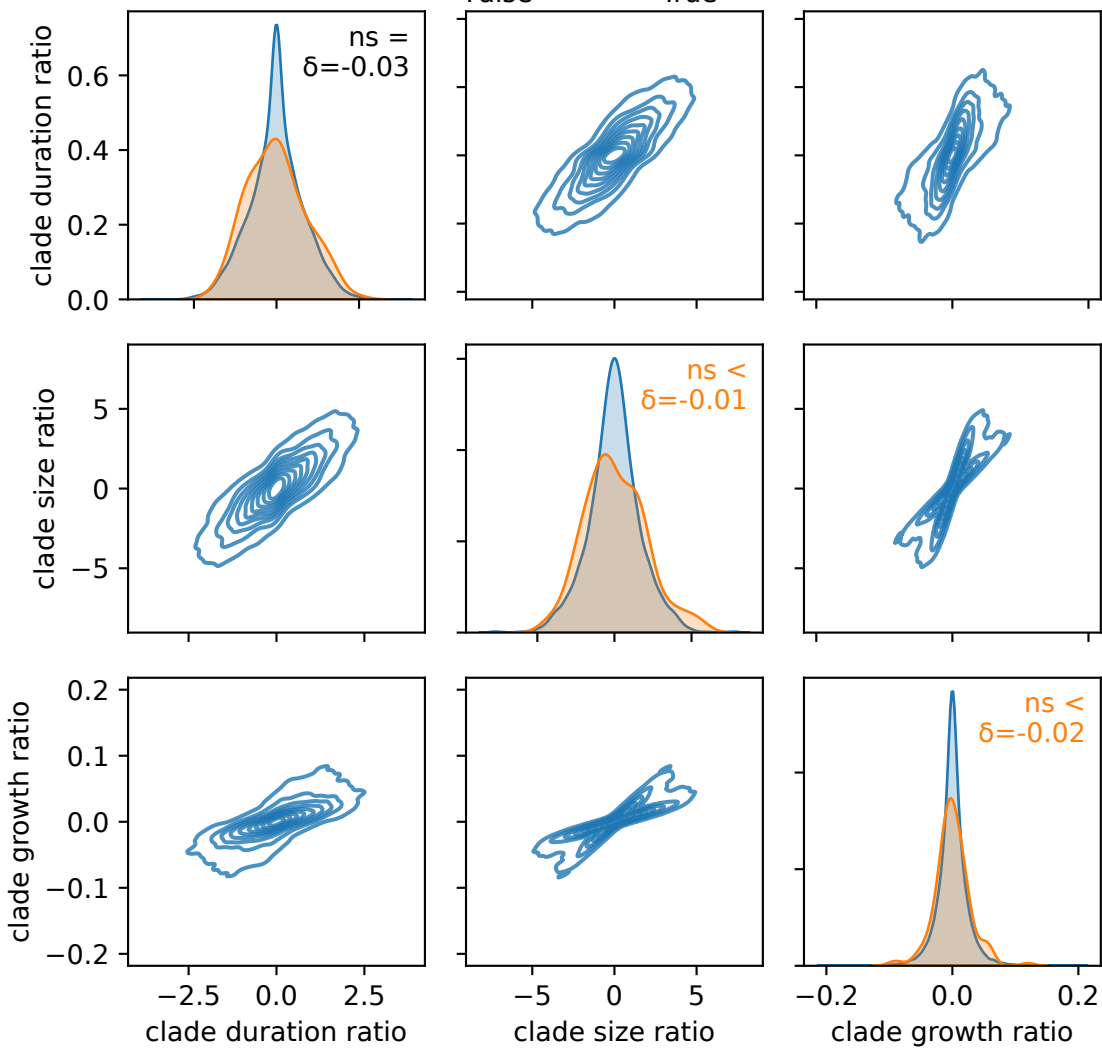 ns =
δ=-0.03
clade duration ratio
0.6
0.4
0.2
0.0
ns <
δ=-0.01
clade size ratio
5
0
−5
ns <
δ=-0.02
clade growth ratio
0.2
0.1
0.0
−0.1
−0.2
−2.5 0.0 2.5
−5 0 5
−0.2 0.0 0.2
clade duration ratio
clade size ratio
clade growth ratio